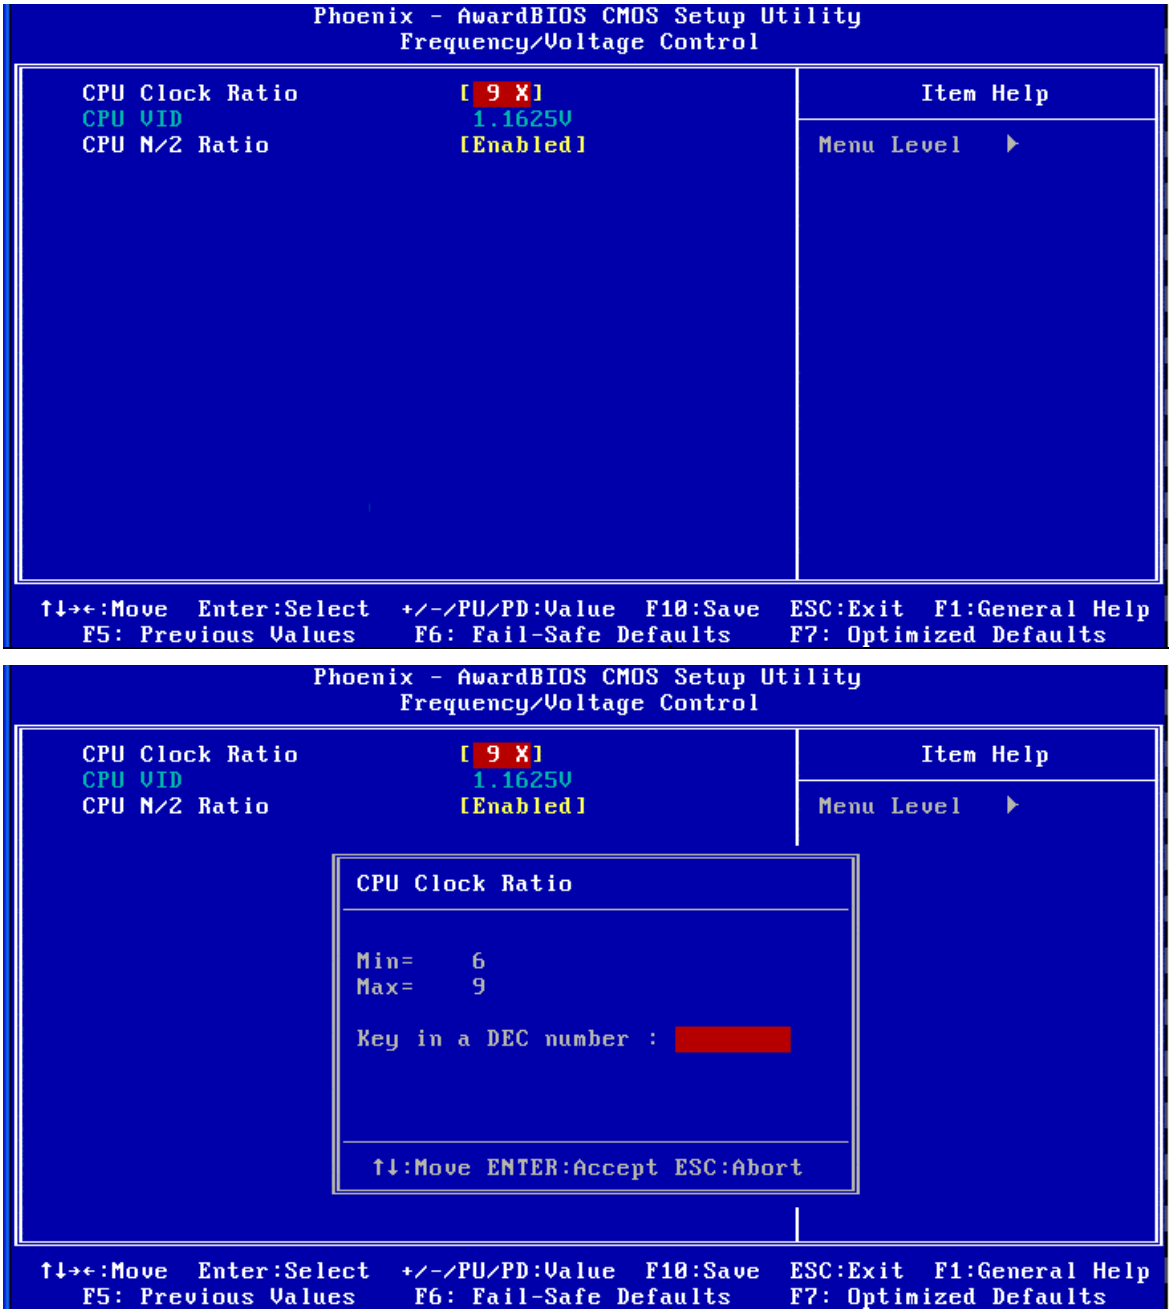 Phoenix - AwardBIOS CMOS Setup Utility
Frequency/Voltage Control
CPU Clock Ratio [ 9 X] Item Help
CPU VID 1.1625V
CPU N/2 Ratio [Enabled] Menu Level ▶
↑↓→←:Move Enter:Select +/-/PU/PD:Value F10:Save ESC:Exit F1:General Help
F5: Previous Values F6: Fail-Safe Defaults F7: Optimized Defaults
Phoenix - AwardBIOS CMOS Setup Utility
Frequency/Voltage Control
CPU Clock Ratio [ 9 X] Item Help
CPU VID 1.1625V
CPU N/2 Ratio [Enabled] Menu Level ▶
CPU Clock Ratio
Min= 6
Max= 9
Key in a DEC number :
↑↓:Move ENTER:Accept ESC:Abort
↑↓→←:Move Enter:Select +/-/PU/PD:Value F10:Save ESC:Exit F1:General Help
F5: Previous Values F6: Fail-Safe Defaults F7: Optimized Defaults